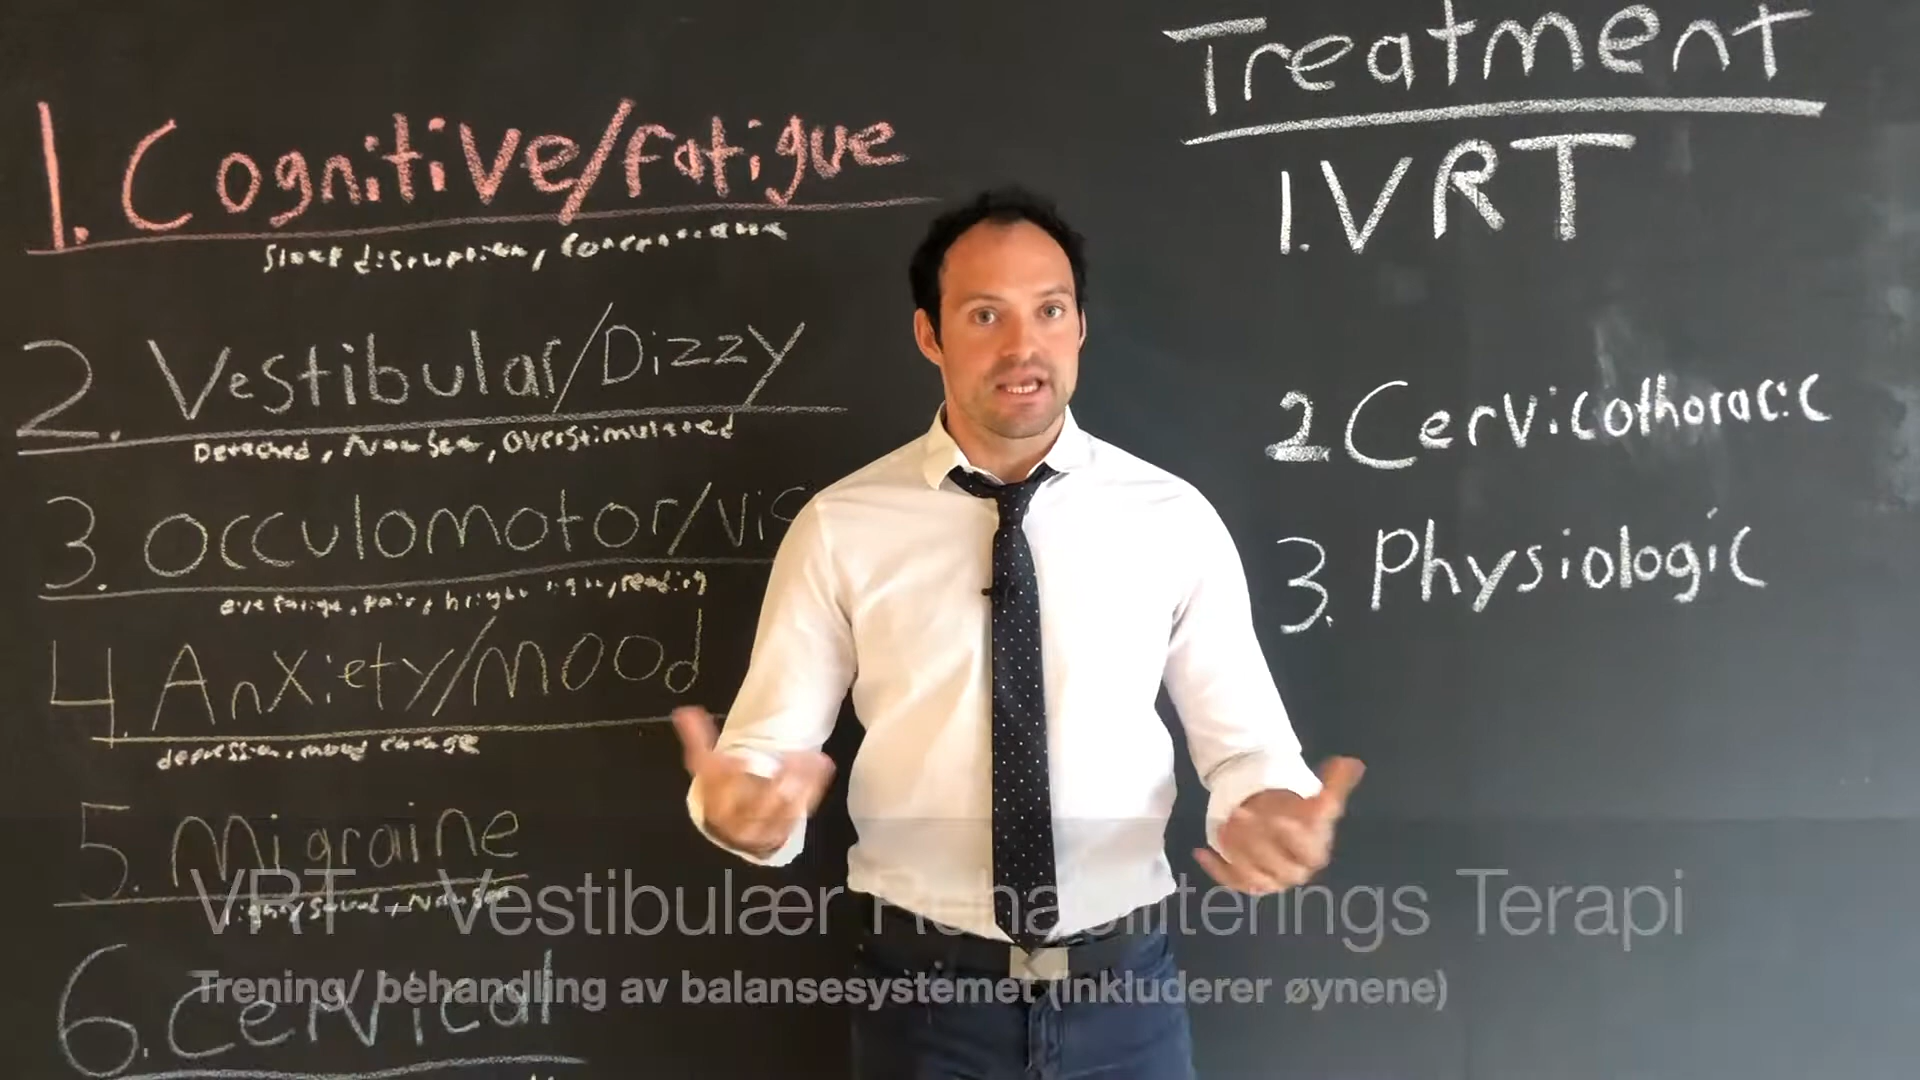 1. Cognitive/Fatigue
sleep disruption,
2. Vestibular/Dizzy
Detached, Nausea, Overstimulated
3. Occulomotor/Vis
eye fatigue, pain, bright light, reading
4. Anxiety/Mood
depression, mood change
5. Migraine
6. Cervical
Treatment
1. VRT
2 Cervicothoracic
3. Physiologic
VRT - Vestibulær Rehabiliterings Terapi
Trening/ behandling av balansesystemet (inkluderer øynene)